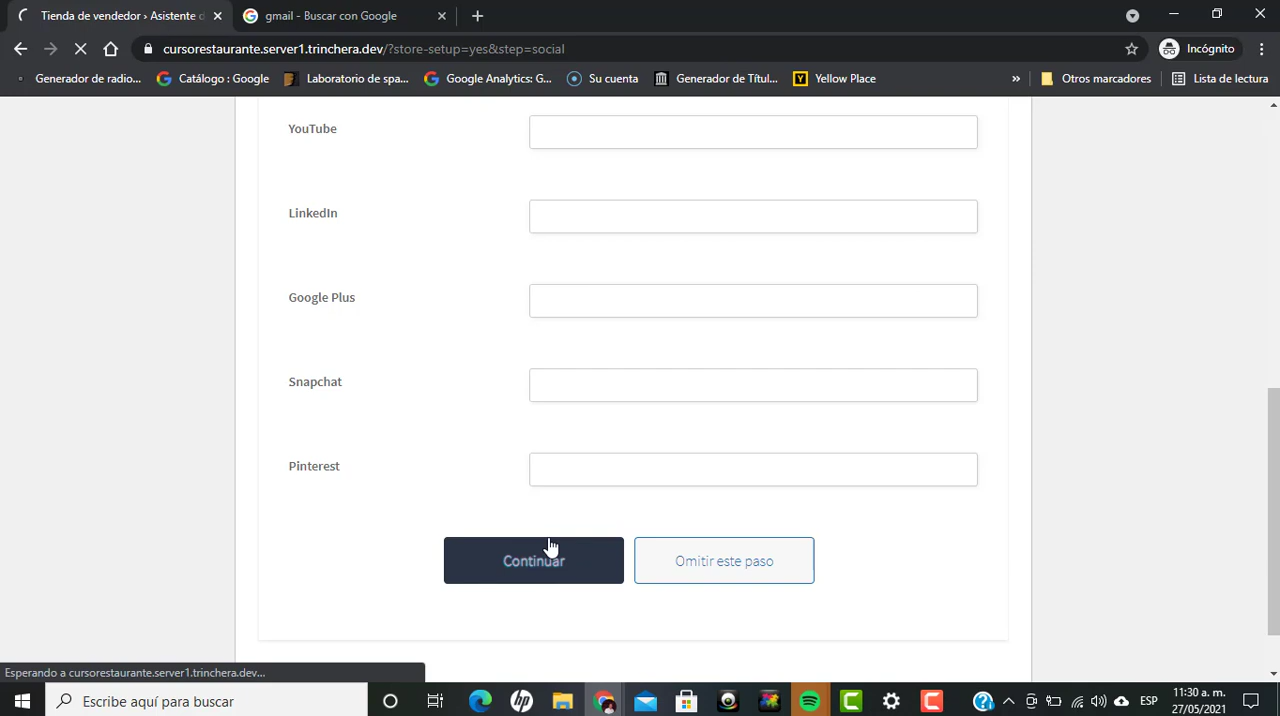 Tienda de vendedor › Asistente d
gmail - Buscar con Google
cursorestaurante.server1.trinchera.dev/?store-setup=yes&step=social
Incógnito
Generador de radio...
Catálogo : Google
Laboratorio de spa...
Google Analytics: G...
Su cuenta
Generador de Títul...
Yellow Place
»
Otros marcadores
Lista de lectura
YouTube
LinkedIn
Google Plus
Snapchat
Pinterest
Continuar
Omitir este paso
Esperando a cursorestaurante.server1.trinchera.dev...
Escribe aquí para buscar
ESP
11:30 a. m.
27/05/2021